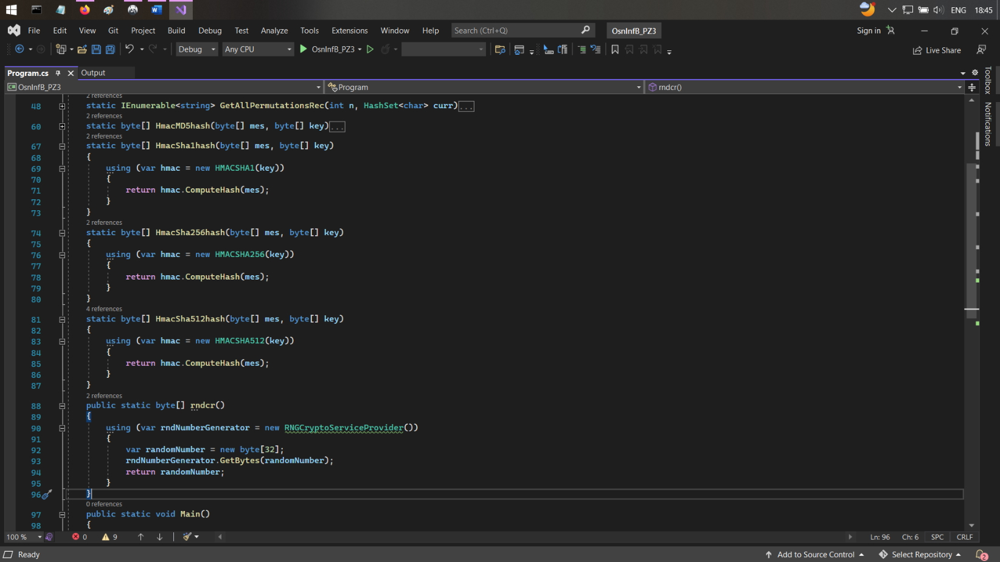 ENG 18:45
File Edit View Git Project Build Debug Test Analyze Tools Extensions Window Help Search (Ctrl+Q) OsnInfB_PZ3 Sign in
Debug Any CPU OsnInfB_PZ3 Live Share
Program.cs Output
C# OsnInfB_PZ3 Program rndcr()
Toolbox
Notifications
2 references
48 static IEnumerable<string> GetAllPermutationsRec(int n, HashSet<char> curr)...
2 references
60 static byte[] HmacMD5hash(byte[] mes, byte[] key)...
2 references
67 static byte[] HmacSha1hash(byte[] mes, byte[] key)
68 {
69 using (var hmac = new HMACSHA1(key))
70 {
71 return hmac.ComputeHash(mes);
72 }
73 }
2 references
74 static byte[] HmacSha256hash(byte[] mes, byte[] key)
75 {
76 using (var hmac = new HMACSHA256(key))
77 {
78 return hmac.ComputeHash(mes);
79 }
80 }
4 references
81 static byte[] HmacSha512hash(byte[] mes, byte[] key)
82 {
83 using (var hmac = new HMACSHA512(key))
84 {
85 return hmac.ComputeHash(mes);
86 }
87 }
2 references
88 public static byte[] rndcr()
89 {
90 using (var rndNumberGenerator = new RNGCryptoServiceProvider())
91 {
92 var randomNumber = new byte[32];
93 rndNumberGenerator.GetBytes(randomNumber);
94 return randomNumber;
95 }
96 }
0 references
97 public static void Main()
98 {
100 % 0 9 Ln: 96 Ch: 6 SPC CRLF
Ready Add to Source Control Select Repository 2